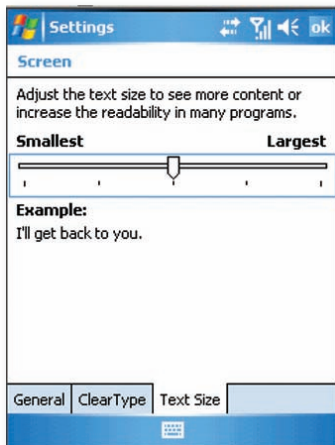 Settings
ok
Screen
Adjust the text size to see more content or
increase the readability in many programs.
Smallest Largest
Example:
I'll get back to you.
General ClearType Text Size